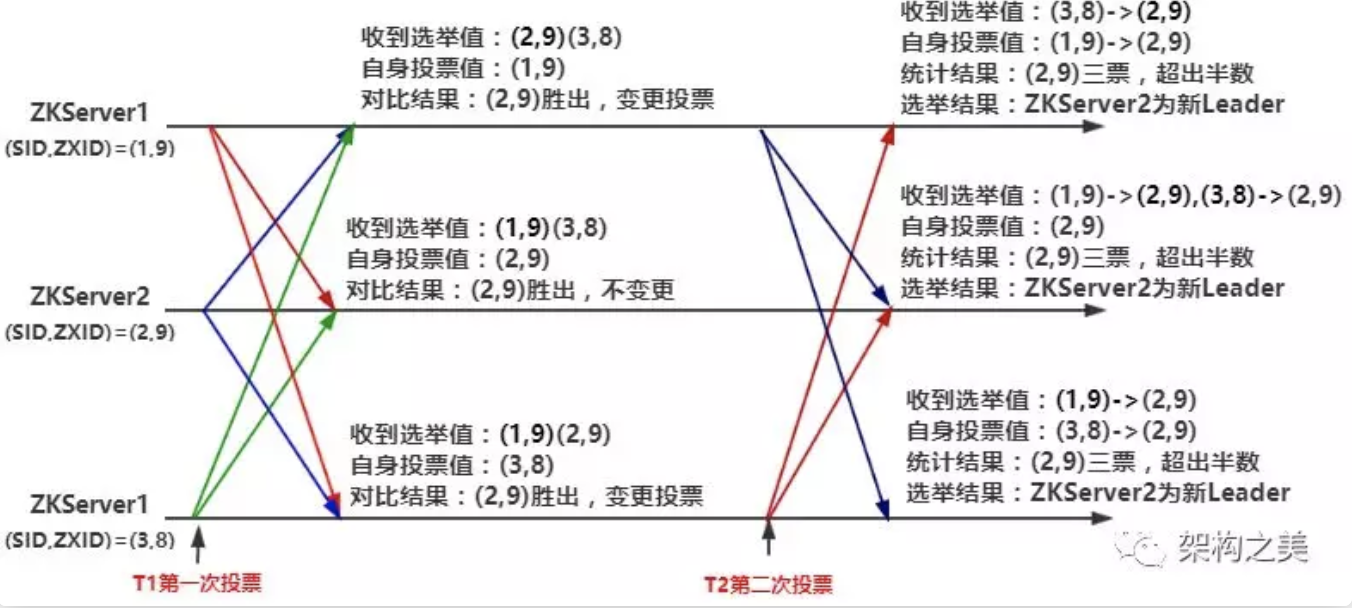 收到选举值：(2,9)(3,8)
自身投票值：(1,9)
对比结果：(2,9)胜出，变更投票
收到选举值：(3,8)->(2,9)
自身投票值：(1,9)->(2,9)
统计结果：(2,9)三票，超出半数
选举结果：ZKServer2为新Leader
ZKServer1
(SID,ZXID)=(1,9)
收到选举值：(1,9)(3,8)
自身投票值：(2,9)
对比结果：(2,9)胜出，不变更
收到选举值：(1,9)->(2,9),(3,8)->(2,9)
自身投票值：(2,9)
统计结果：(2,9)三票，超出半数
选举结果：ZKServer2为新Leader
ZKServer2
(SID,ZXID)=(2,9)
收到选举值：(1,9)(2,9)
自身投票值：(3,8)
对比结果：(2,9)胜出，变更投票
收到选举值：(1,9)->(2,9)
自身投票值：(3,8)->(2,9)
统计结果：(2,9)三票，超出半数
选举结果：ZKServer2为新Leader
ZKServer1
(SID,ZXID)=(3,8)
T1第一次投票
T2第二次投票
架构之美